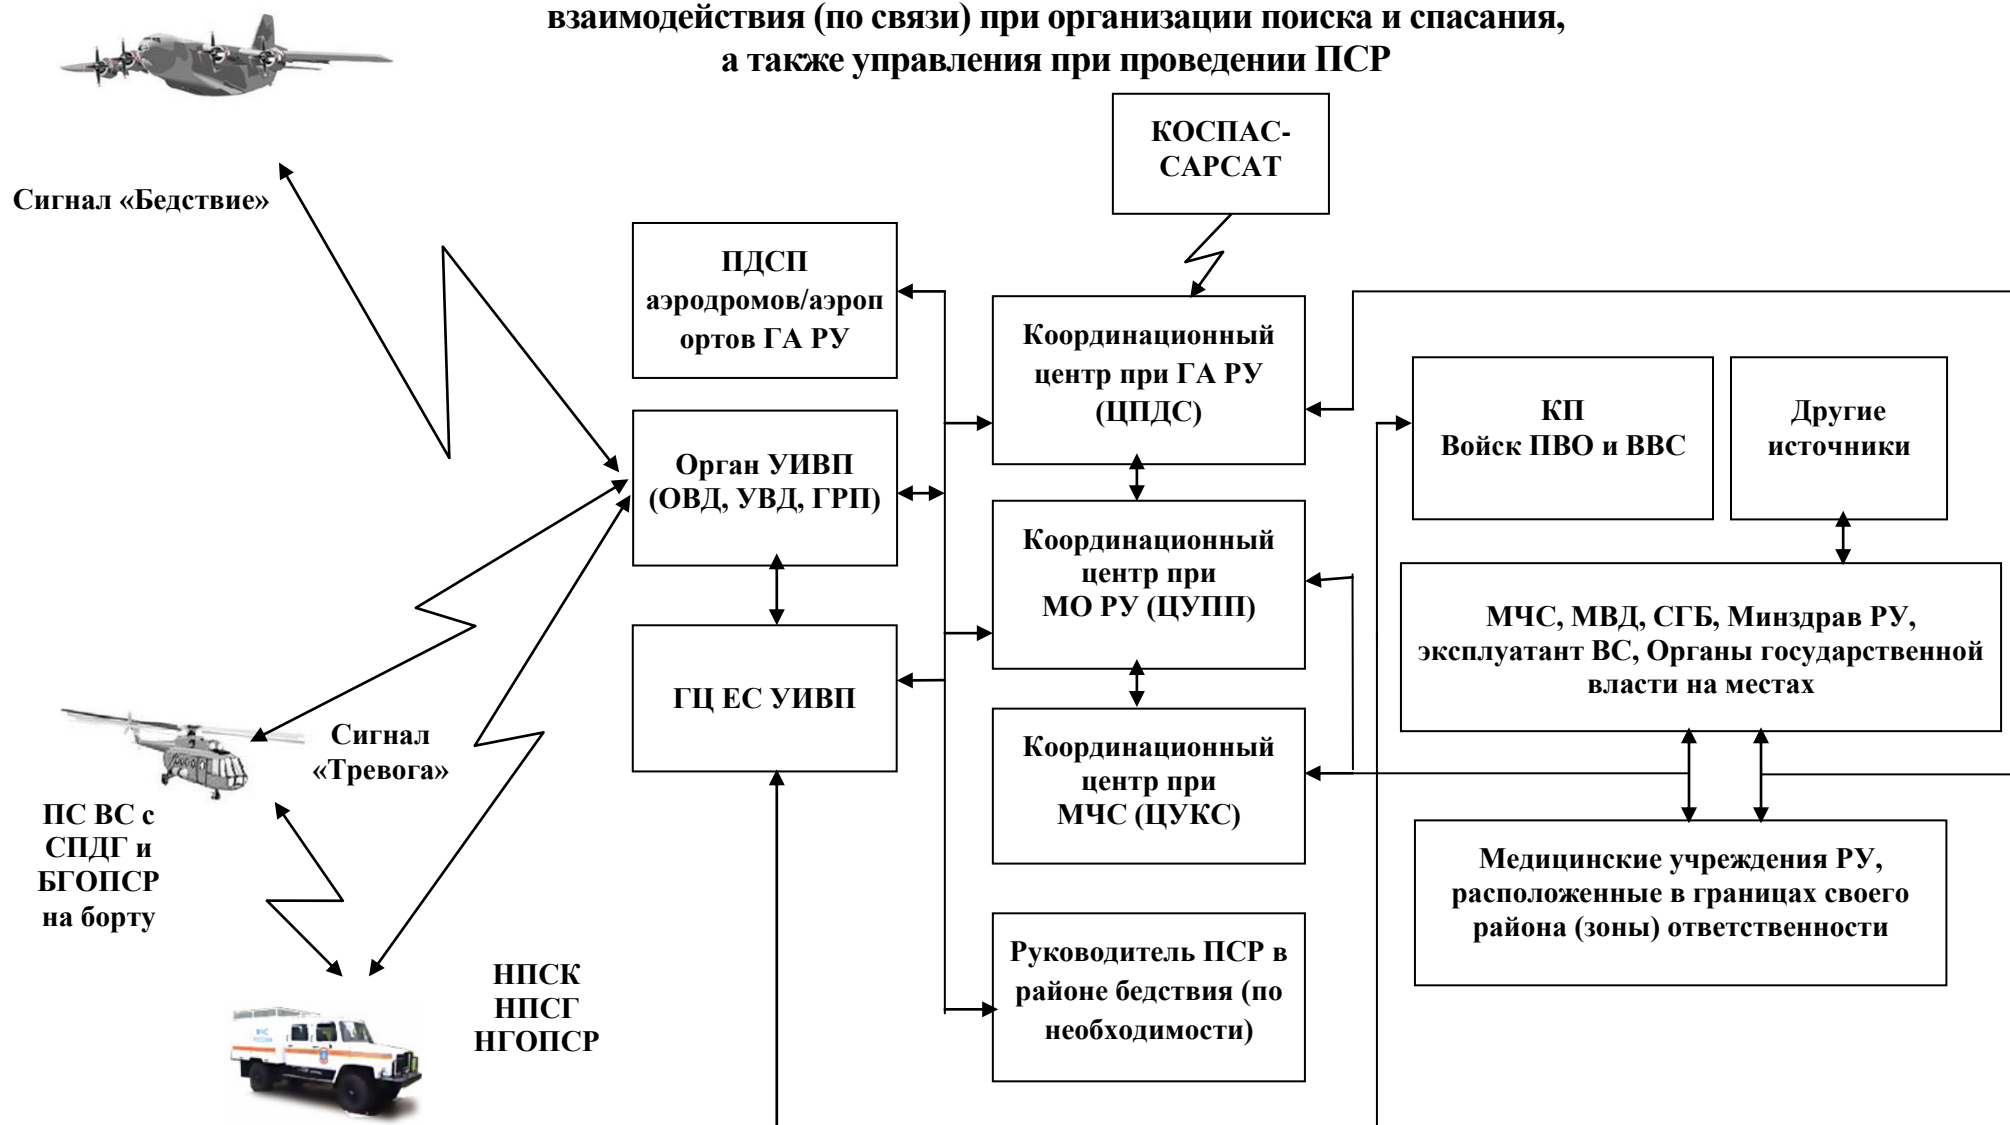 взаимодействия (по связи) при организации поиска и спасания,
а также управления при проведении ПСР
КОСПАС-
САРСАТ
Сигнал «Бедствие»
ПДСП
аэродромов/аэроп
ортов ГА РУ
Координационный
центр при ГА РУ
(ЦПДС)
КП
Войск ПВО и ВВС
Другие
источники
Орган УИВП
(ОВД, УВД, ГРП)
Координационный
центр при
МО РУ (ЦУПП)
МЧС, МВД, СГБ, Минздрав РУ,
эксплуатант ВС, Органы государственной
власти на местах
ГЦ ЕС УИВП
Сигнал
«Тревога»
Координационный
центр при
МЧС (ЦУКС)
ПС ВС с
СПДГ и
БГОПСР
на борту
Медицинские учреждения РУ,
расположенные в границах своего
района (зоны) ответственности
Руководитель ПСР в
районе бедствия (по
необходимости)
НПСК
НПСГ
НГОПСР